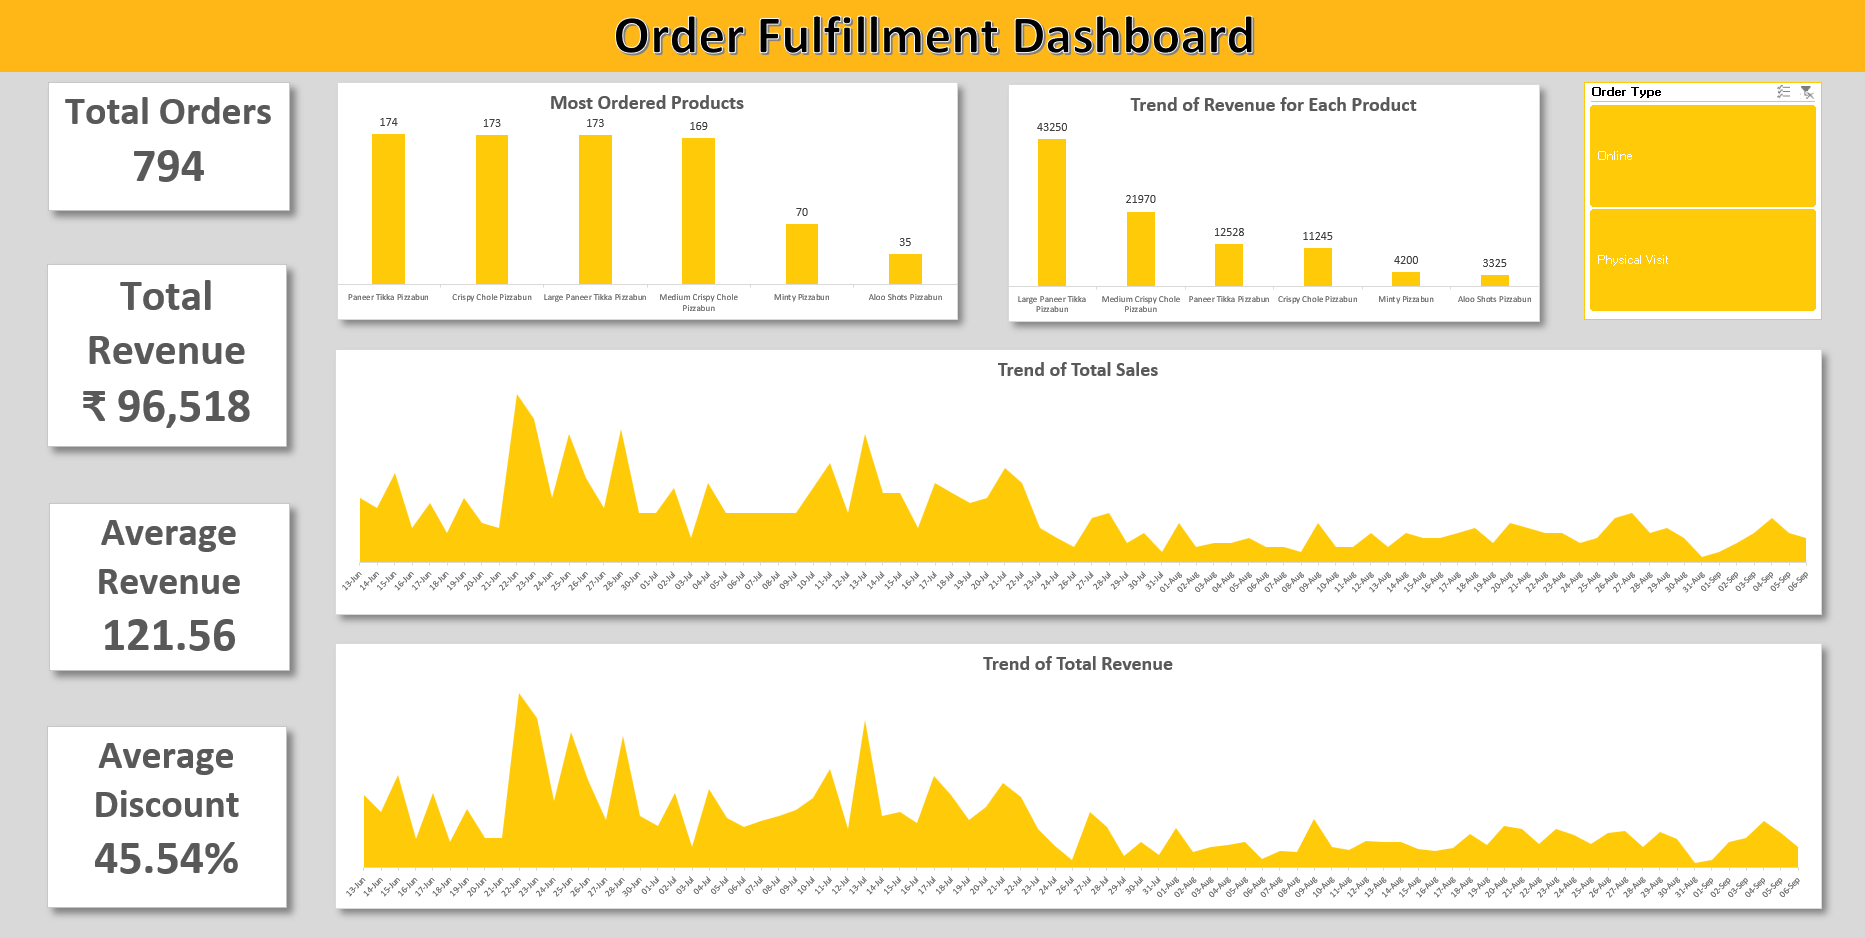 Order Fulfillment Dashboard
Total Orders
794
Total
Revenue
₹ 96,518
Average
Revenue
121.56
Average
Discount
45.54%
Most Ordered Products
174
173
173
169
70
35
Paneer Tikka Pizzabun
Crispy Chole Pizzabun
Large Paneer Tikka Pizzabun
Medium Crispy Chole
Pizzabun
Minty Pizzabun
Aloo Shots Pizzabun
Trend of Revenue for Each Product
43250
21970
12528
11245
4200
3325
Large Paneer Tikka
Pizzabun
Medium Crispy Chole
Pizzabun
Paneer Tikka Pizzabun
Crispy Chole Pizzabun
Minty Pizzabun
Aloo Shots Pizzabun
Order Type
Online
Physical Visit
Trend of Total Sales
13-Jun
14-Jun
15-Jun
16-Jun
17-Jun
18-Jun
19-Jun
20-Jun
21-Jun
22-Jun
23-Jun
24-Jun
25-Jun
26-Jun
27-Jun
28-Jun
30-Jun
01-Jul
02-Jul
03-Jul
04-Jul
05-Jul
06-Jul
07-Jul
08-Jul
09-Jul
10-Jul
11-Jul
12-Jul
13-Jul
14-Jul
15-Jul
16-Jul
17-Jul
18-Jul
19-Jul
20-Jul
21-Jul
22-Jul
23-Jul
24-Jul
26-Jul
27-Jul
28-Jul
29-Jul
30-Jul
31-Jul
01-Aug
02-Aug
03-Aug
04-Aug
05-Aug
06-Aug
07-Aug
08-Aug
09-Aug
10-Aug
11-Aug
12-Aug
13-Aug
14-Aug
15-Aug
16-Aug
17-Aug
18-Aug
19-Aug
20-Aug
21-Aug
22-Aug
23-Aug
24-Aug
25-Aug
26-Aug
27-Aug
28-Aug
29-Aug
30-Aug
31-Aug
01-Sep
02-Sep
03-Sep
04-Sep
05-Sep
06-Sep
Trend of Total Revenue
13-Jun
14-Jun
15-Jun
16-Jun
17-Jun
18-Jun
19-Jun
20-Jun
21-Jun
22-Jun
23-Jun
24-Jun
25-Jun
26-Jun
27-Jun
28-Jun
30-Jun
01-Jul
02-Jul
03-Jul
04-Jul
05-Jul
06-Jul
07-Jul
08-Jul
09-Jul
10-Jul
11-Jul
12-Jul
13-Jul
14-Jul
15-Jul
16-Jul
17-Jul
18-Jul
19-Jul
20-Jul
21-Jul
22-Jul
23-Jul
24-Jul
26-Jul
27-Jul
28-Jul
29-Jul
30-Jul
31-Jul
01-Aug
02-Aug
03-Aug
04-Aug
05-Aug
06-Aug
07-Aug
08-Aug
09-Aug
10-Aug
11-Aug
12-Aug
13-Aug
14-Aug
15-Aug
16-Aug
17-Aug
18-Aug
19-Aug
20-Aug
21-Aug
22-Aug
23-Aug
24-Aug
25-Aug
26-Aug
27-Aug
28-Aug
29-Aug
30-Aug
31-Aug
01-Sep
02-Sep
03-Sep
04-Sep
05-Sep
06-Sep